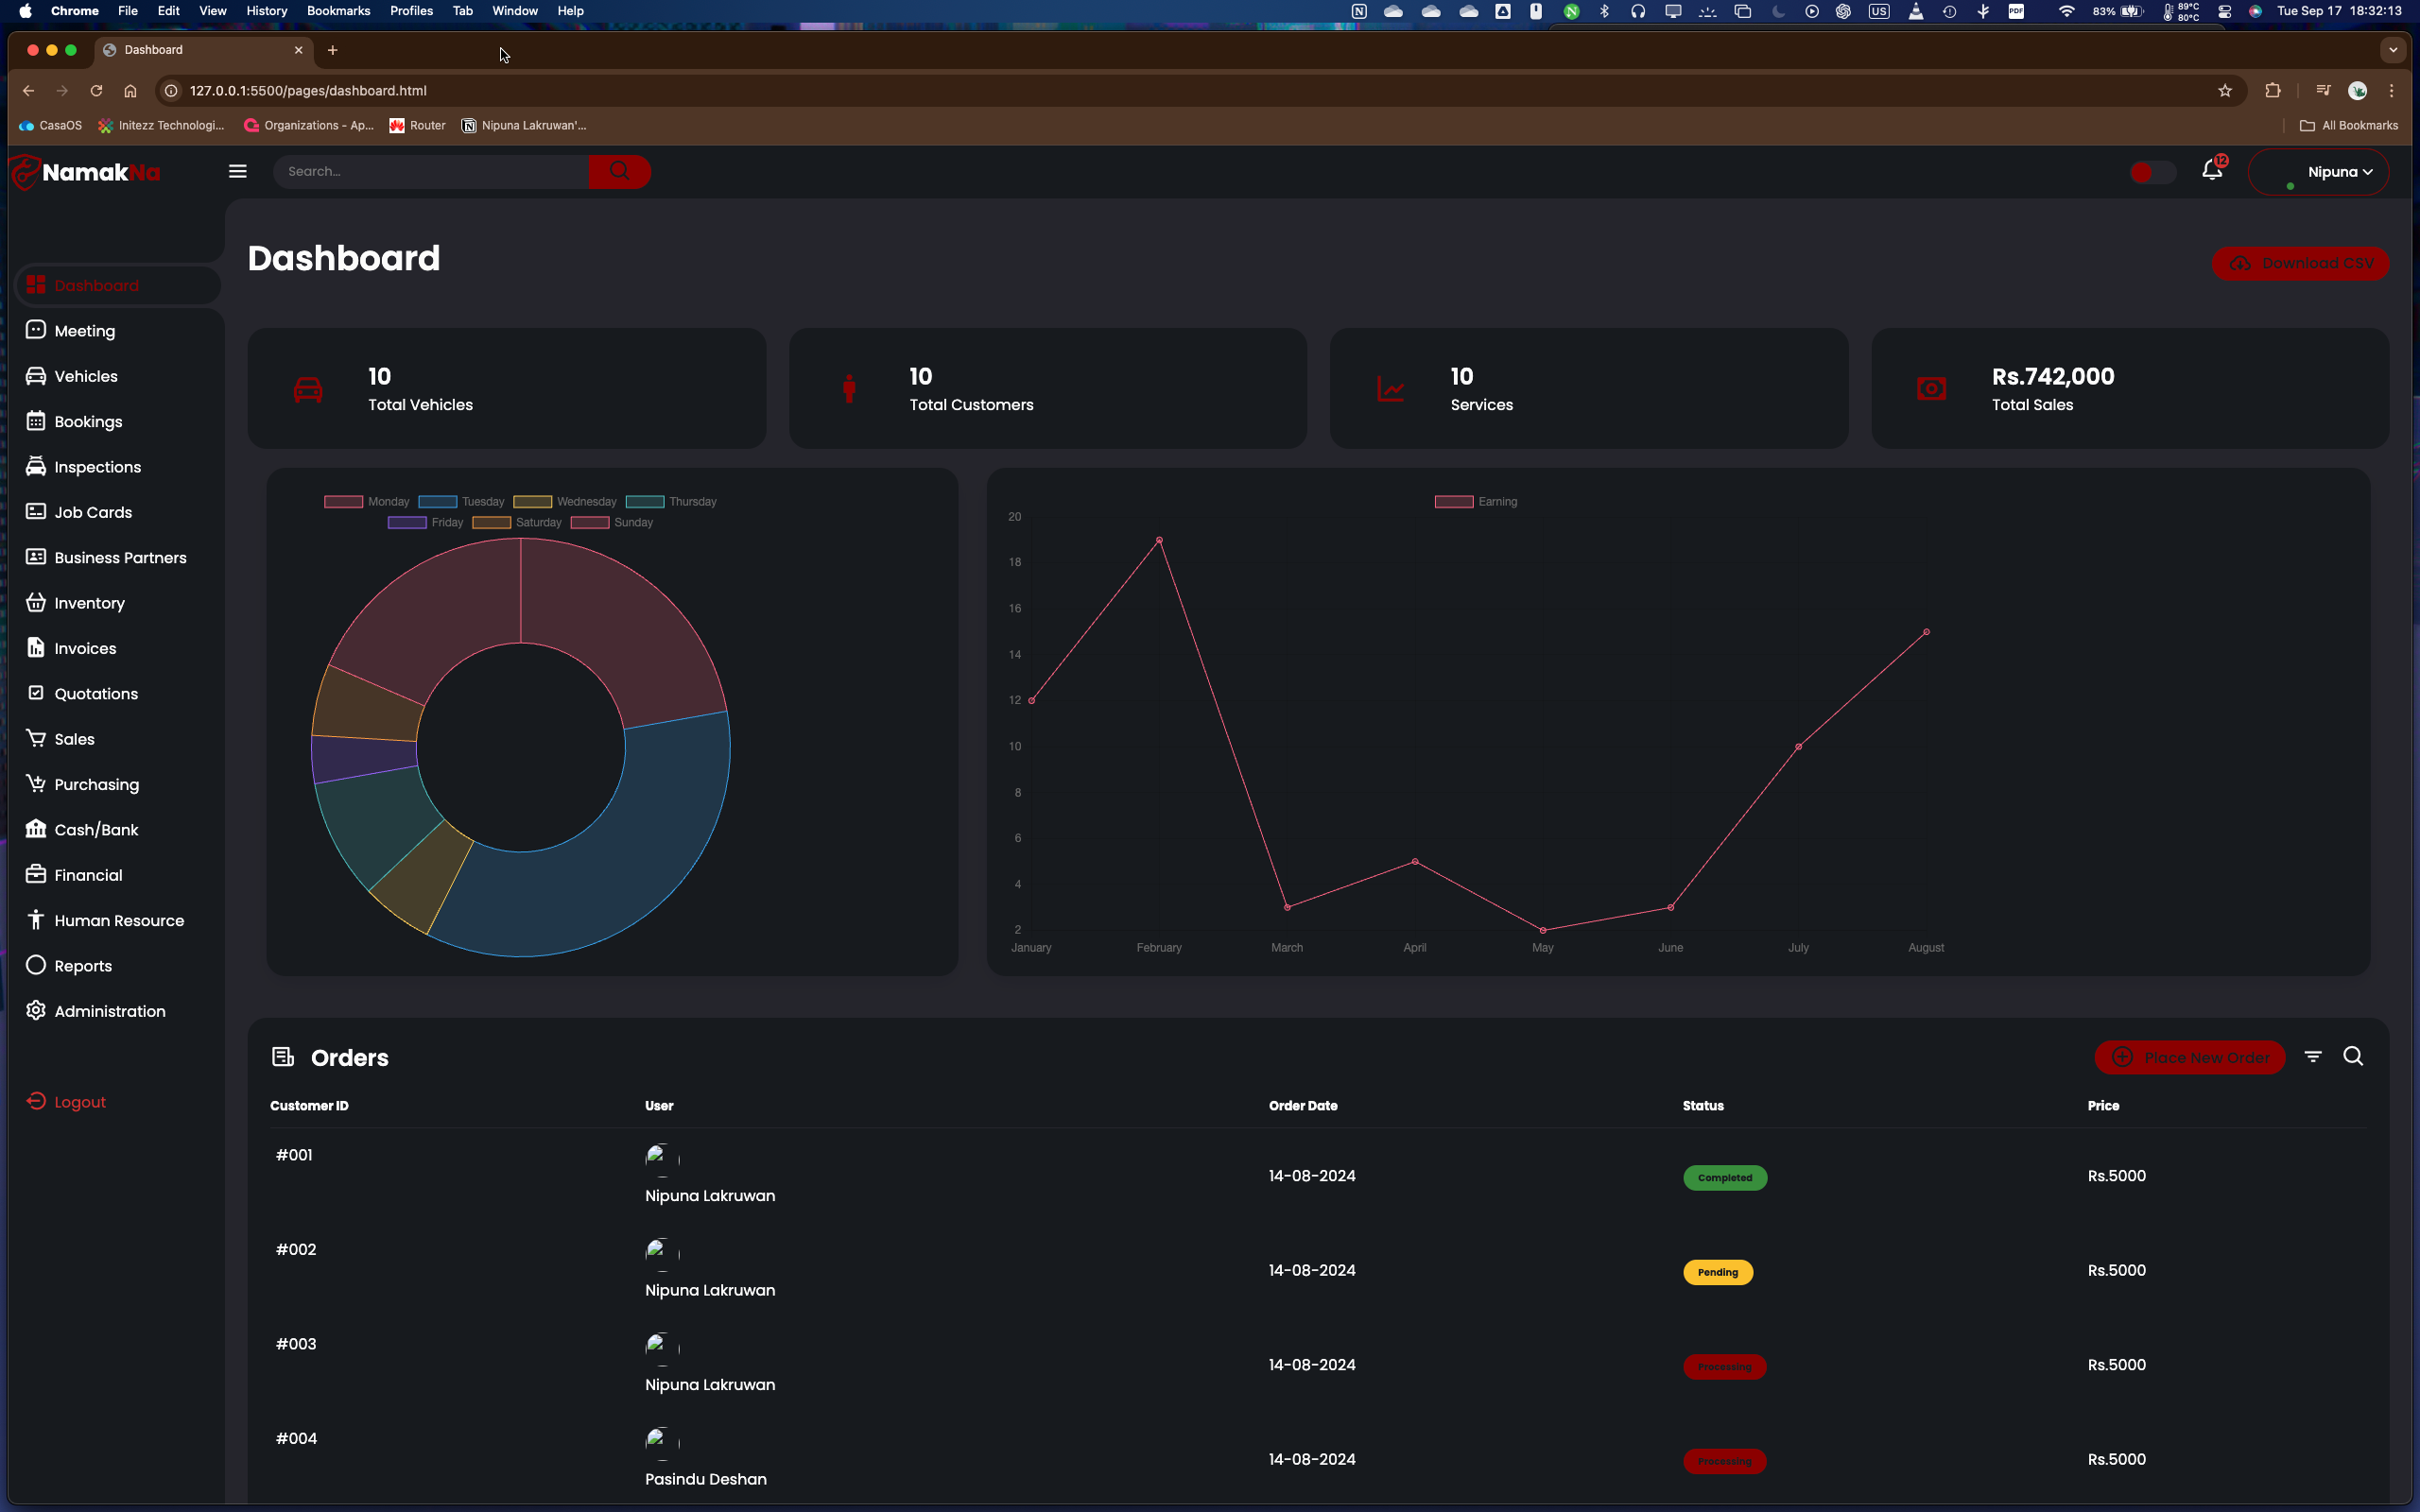 Chrome File Edit View History Bookmarks Profiles Tab Window Help
US PDF 83% 89°C 80°C Tue Sep 17 18:32:13
Dashboard
127.0.0.1:5500/pages/dashboard.html
CasaOS Initezz Technologi... Organizations - Ap... Router Nipuna Lakruwan'... All Bookmarks
NamakNa Search... 12 Nipuna
Dashboard
Download CSV
Dashboard
Meeting
Vehicles
Bookings
Inspections
Job Cards
Business Partners
Inventory
Invoices
Quotations
Sales
Purchasing
Cash/Bank
Financial
Human Resource
Reports
Administration
Logout
10
Total Vehicles
10
Total Customers
10
Services
Rs.742,000
Total Sales
Monday Tuesday Wednesday Thursday
Friday Saturday Sunday
Earning
20
18
16
14
12
10
8
6
4
2
January February March April May June July August
Orders
Place New Order
Customer ID User Order Date Status Price
#001 Nipuna Lakruwan 14-08-2024 Completed Rs.5000
#002 Nipuna Lakruwan 14-08-2024 Pending Rs.5000
#003 Nipuna Lakruwan 14-08-2024 Processing Rs.5000
#004 Pasindu Deshan 14-08-2024 Processing Rs.5000